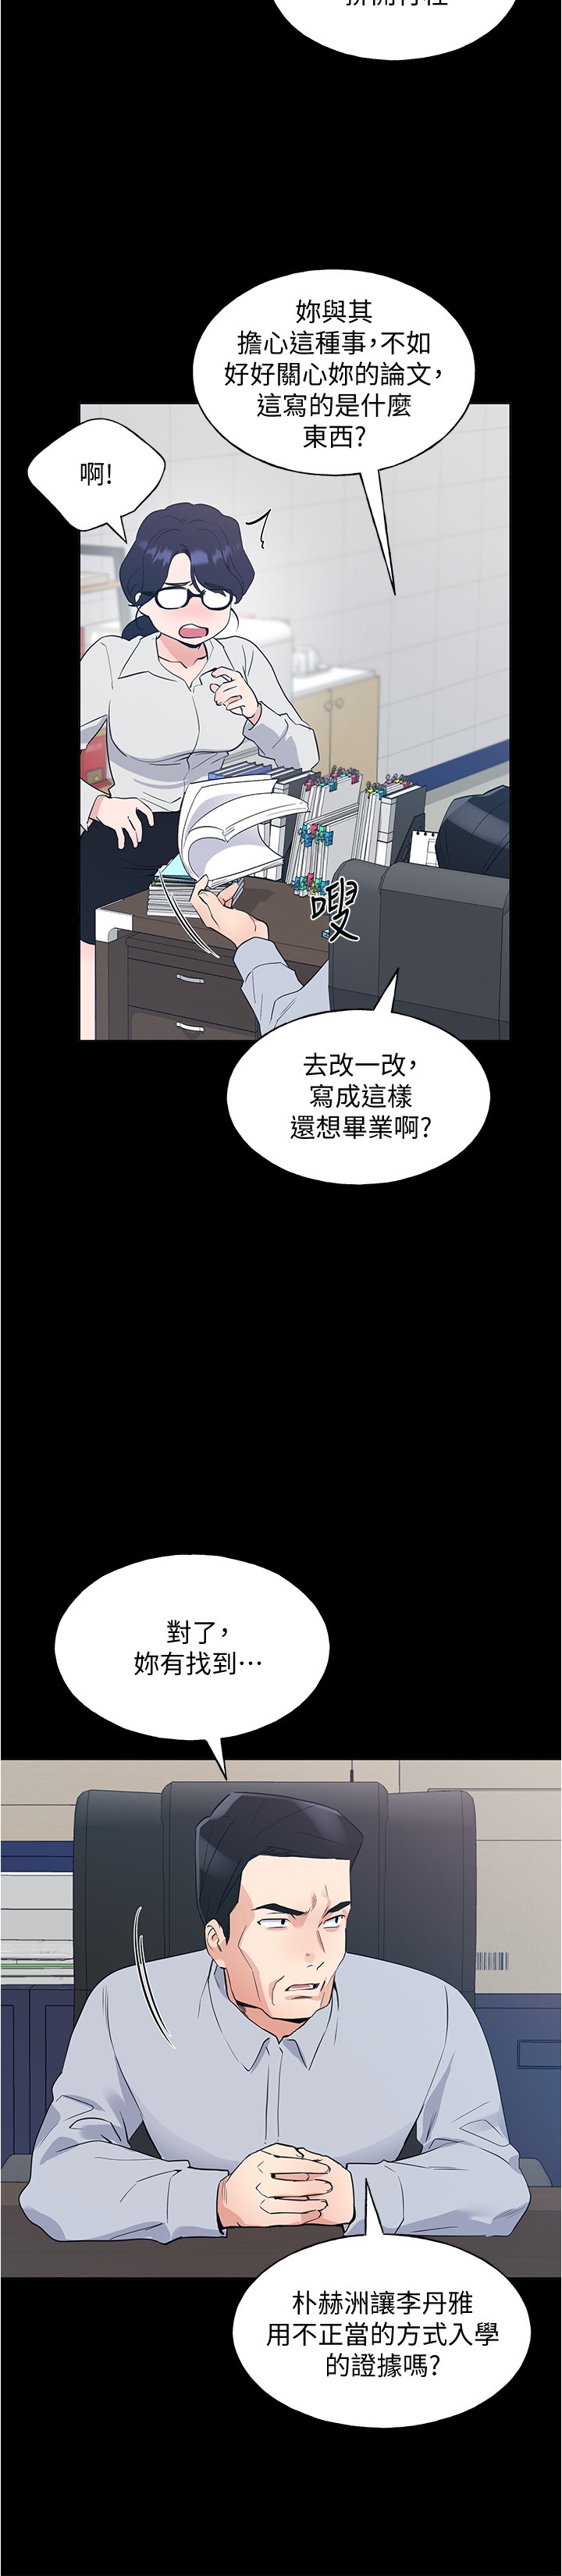 妳與其
擔心這種事,不如
好好關心妳的論文,
這寫的是什麼
東西?
啊!
嗖
去改一改,
寫成這樣
還想畢業啊?
對了,
妳有找到⋯
朴赫洲讓李丹雅
用不正當的方式入學
的證據嗎?